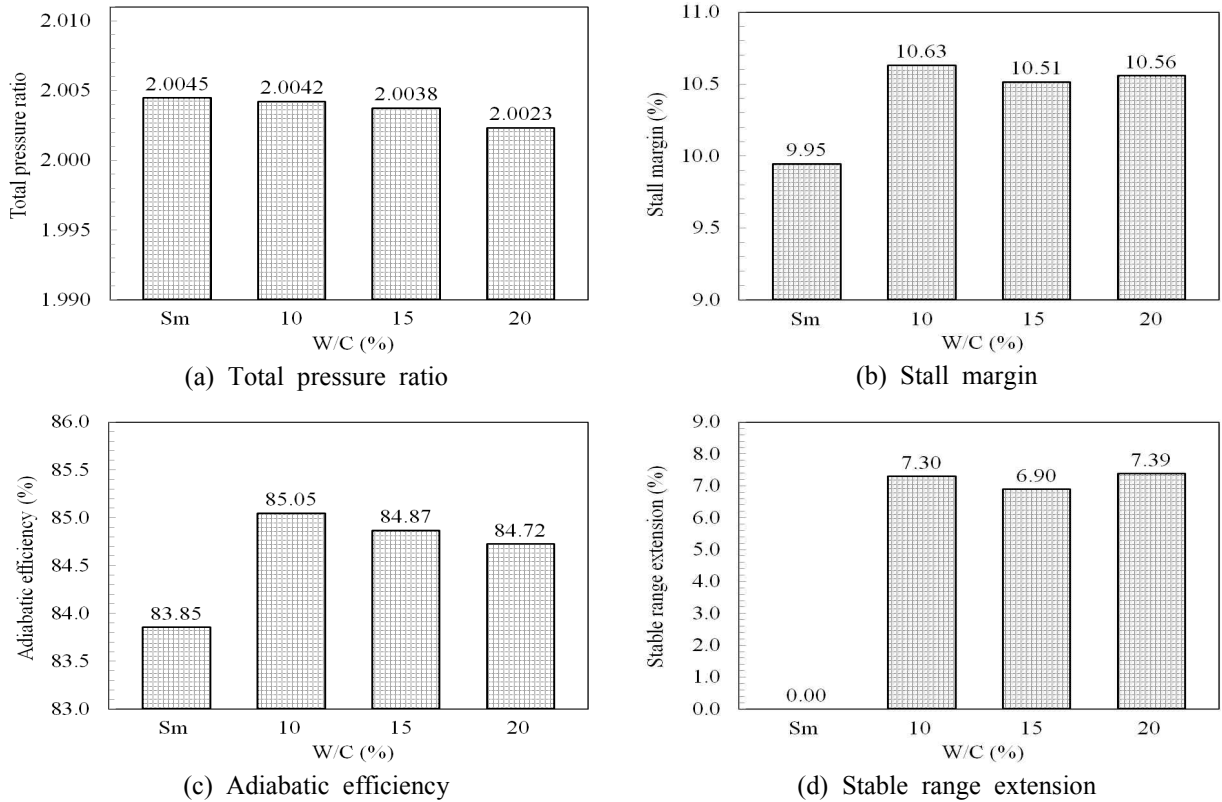 2.010
2.005
2.000
1.995
1.990
Total pressure ratio
2.0045
2.0042
2.0038
2.0023
Sm 10 15 20
W/C (%)
(a) Total pressure ratio
11.0
10.5
10.0
9.5
9.0
Stall margin (%)
9.95
10.63
10.51
10.56
Sm 10 15 20
W/C (%)
(b) Stall margin
86.0
85.5
85.0
84.5
84.0
83.5
83.0
Adiabatic efficiency (%)
83.85
85.05
84.87
84.72
Sm 10 15 20
W/C (%)
(c) Adiabatic efficiency
9.0
8.0
7.0
6.0
5.0
4.0
3.0
2.0
1.0
0.0
Stable range extension (%)
0.00
7.30
6.90
7.39
Sm 10 15 20
W/C (%)
(d) Stable range extension